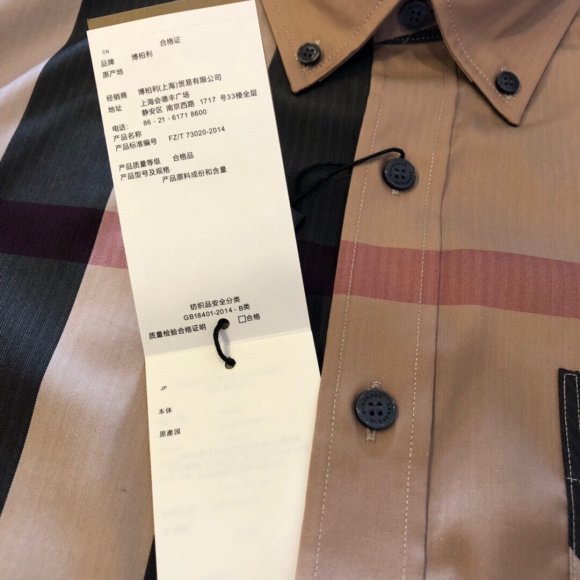 CN
合格证
品牌 博柏利
原产地
经销商 博柏利(上海)贸易有限公司
地址 上海会德丰广场
静安区 南京西路 1717 号33楼全层
电话: 86 - 21 - 6171 8600
产品名称
产品标准编号 FZ/T 73020-2014
产品质量等级 合格品
产品型号及规格
产品原料成份和含量
纺织品安全分类
GB18401-2014 - B类
质量检验合格证明 □合格
JP
本体
原産国